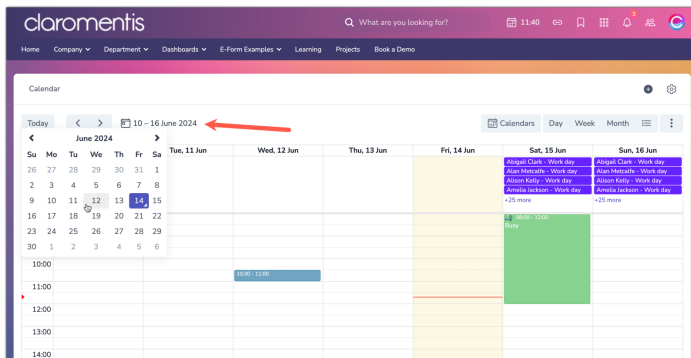 claromentis
What are you looking for?
11:40
3
Home Company Department Dashboards E-Form Examples Learning Projects Book a Demo
Calendar
Today 10 – 16 June 2024 Calendars Day Week Month
June 2024
Su Mo Tu We Th Fr Sa
26 27 28 29 30 31 1
2 3 4 5 6 7 8
9 10 11 12 13 14 15
16 17 18 19 20 21 22
23 24 25 26 27 28 29
30 1 2 3 4 5 6
Tue, 11 Jun Wed, 12 Jun Thu, 13 Jun Fri, 14 Jun Sat, 15 Jun Sun, 16 Jun
Abigail Clark - Work day Abigail Clark - Work day
Alan Metcalfe - Work day Alan Metcalfe - Work day
Alison Kelly - Work day Alison Kelly - Work day
Amelia Jackson - Work day Amelia Jackson - Work day
+25 more +25 more
08:00 - 12:00
Busy
10:00
10:30 - 11:00
11:00
12:00
13:00
14:00